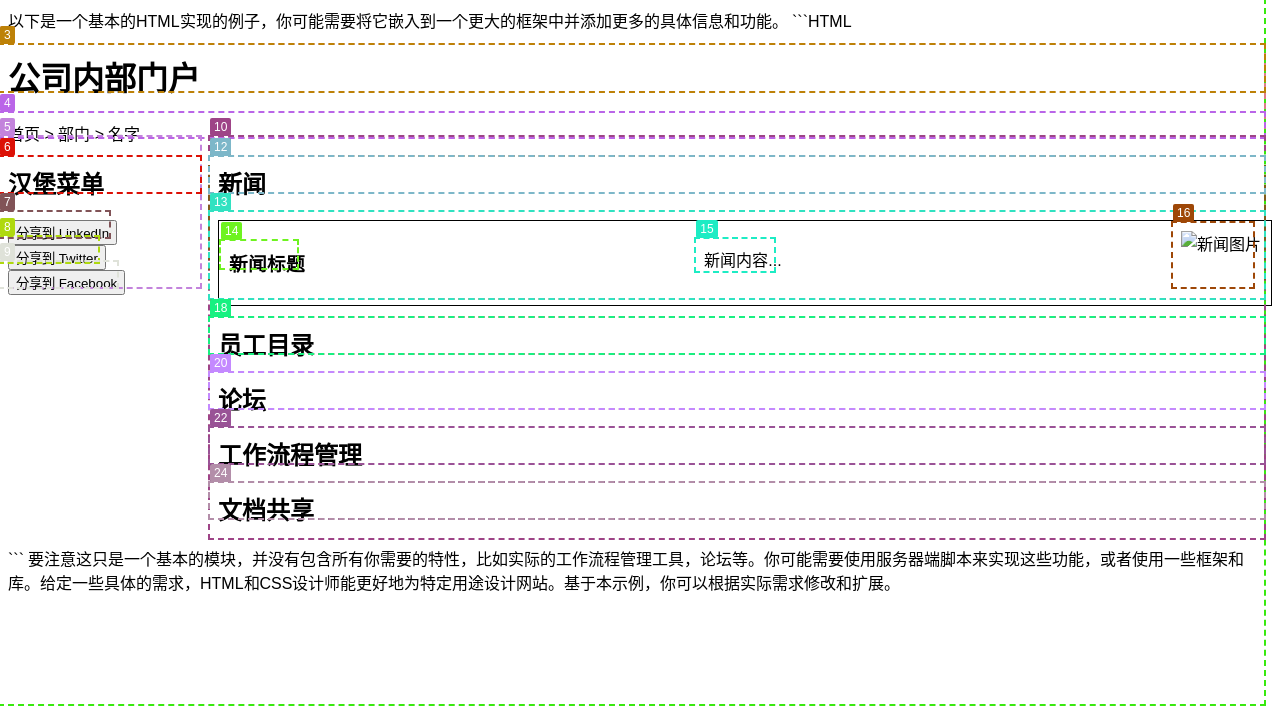 以下是一个基本的HTML实现的例子，你可能需要将它嵌入到一个更大的框架中并添加更多的具体信息和功能。 ```HTML
3
公司内部门户
4
5
10
首页 > 部门 > 名字
6
12
汉堡菜单
新闻
7
13
8
分享到 LinkedIn
14
15
16
新闻标题
新闻内容...
新闻图片
9
分享到 Twitter
分享到 Facebook
18
员工目录
20
论坛
22
工作流程管理
24
文档共享
``` 要注意这只是一个基本的模块，并没有包含所有你需要的特性，比如实际的工作流程管理工具，论坛等。你可能需要使用服务器端脚本来实现这些功能，或者使用一些框架和
库。给定一些具体的需求，HTML和CSS设计师能更好地为特定用途设计网站。基于本示例，你可以根据实际需求修改和扩展。